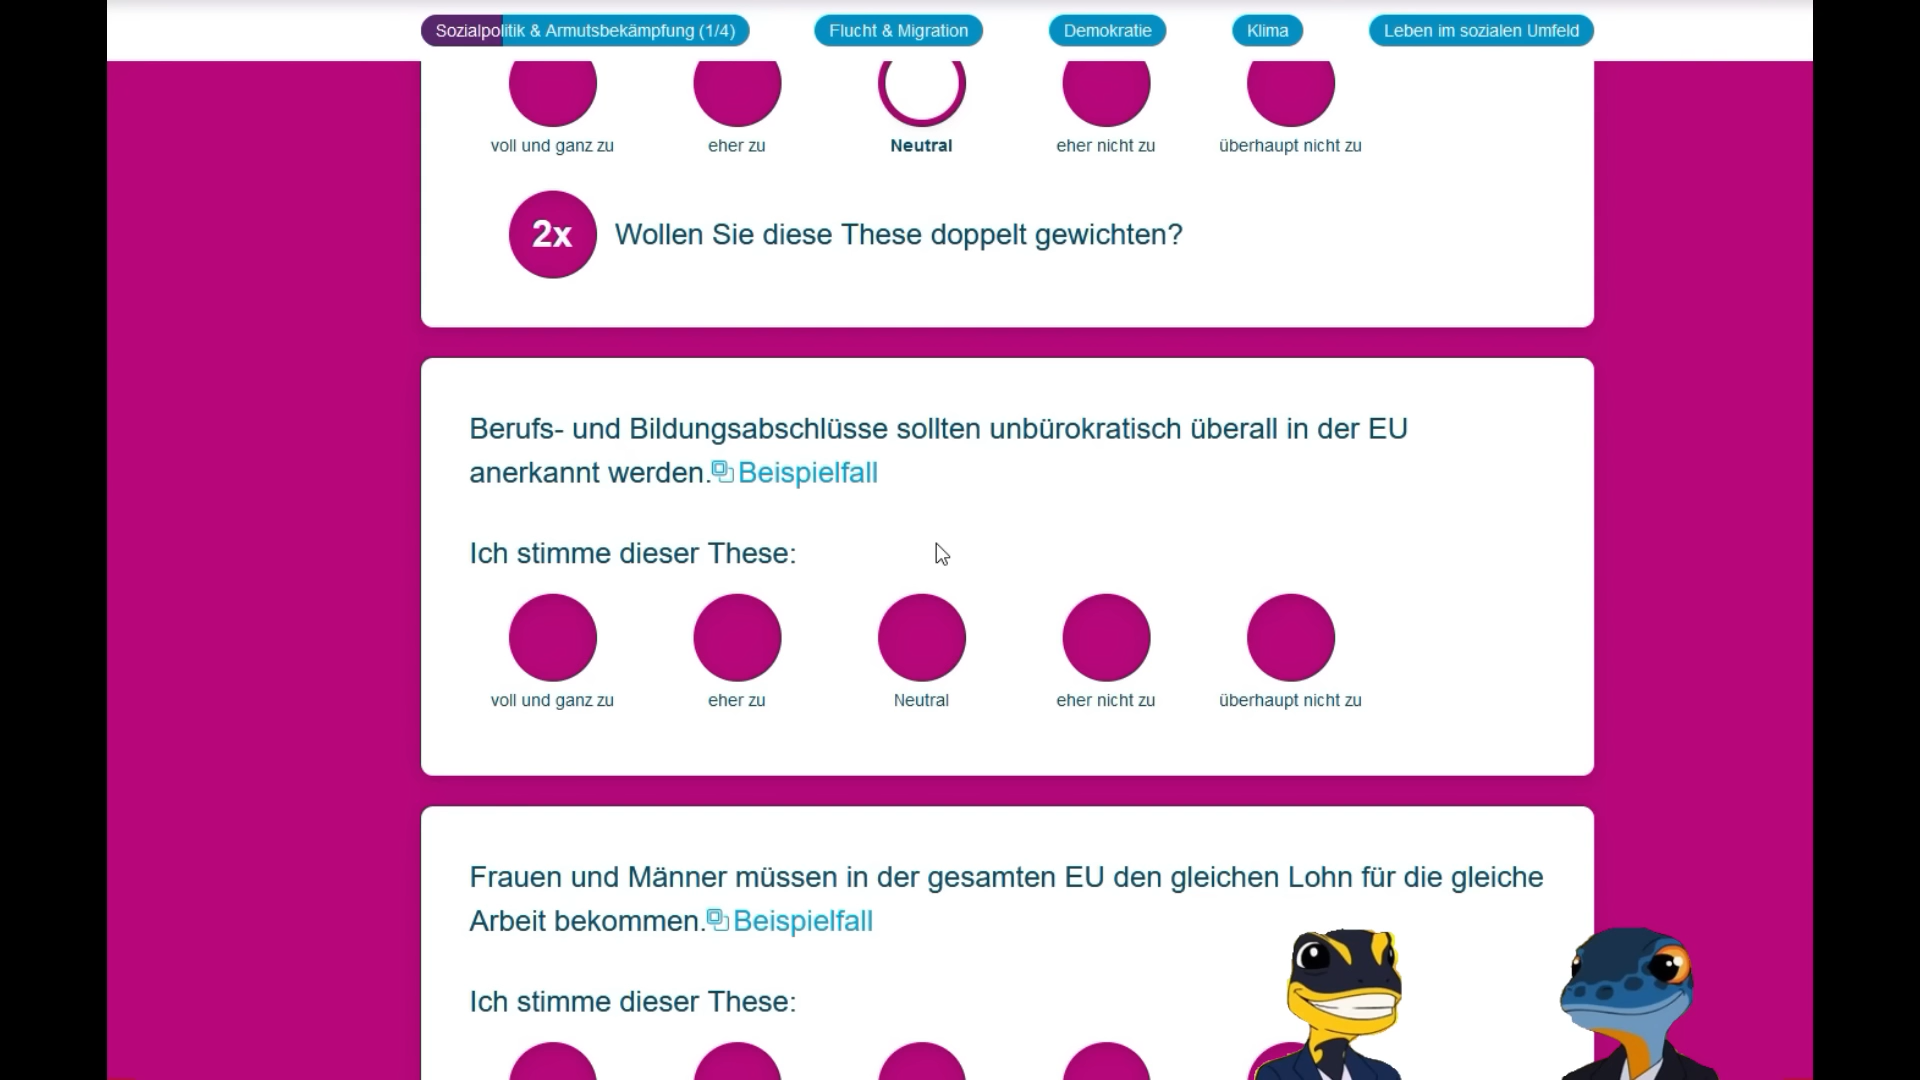 Sozialpolitik & Armutsbekämpfung (1/4) Flucht & Migration Demokratie Klima Leben im sozialen Umfeld
voll und ganz zu eher zu Neutral eher nicht zu überhaupt nicht zu
2x Wollen Sie diese These doppelt gewichten?
Berufs- und Bildungsabschlüsse sollten unbürokratisch überall in der EU
anerkannt werden. Beispielfall
Ich stimme dieser These:
voll und ganz zu eher zu Neutral eher nicht zu überhaupt nicht zu
Frauen und Männer müssen in der gesamten EU den gleichen Lohn für die gleiche
Arbeit bekommen. Beispielfall
Ich stimme dieser These: